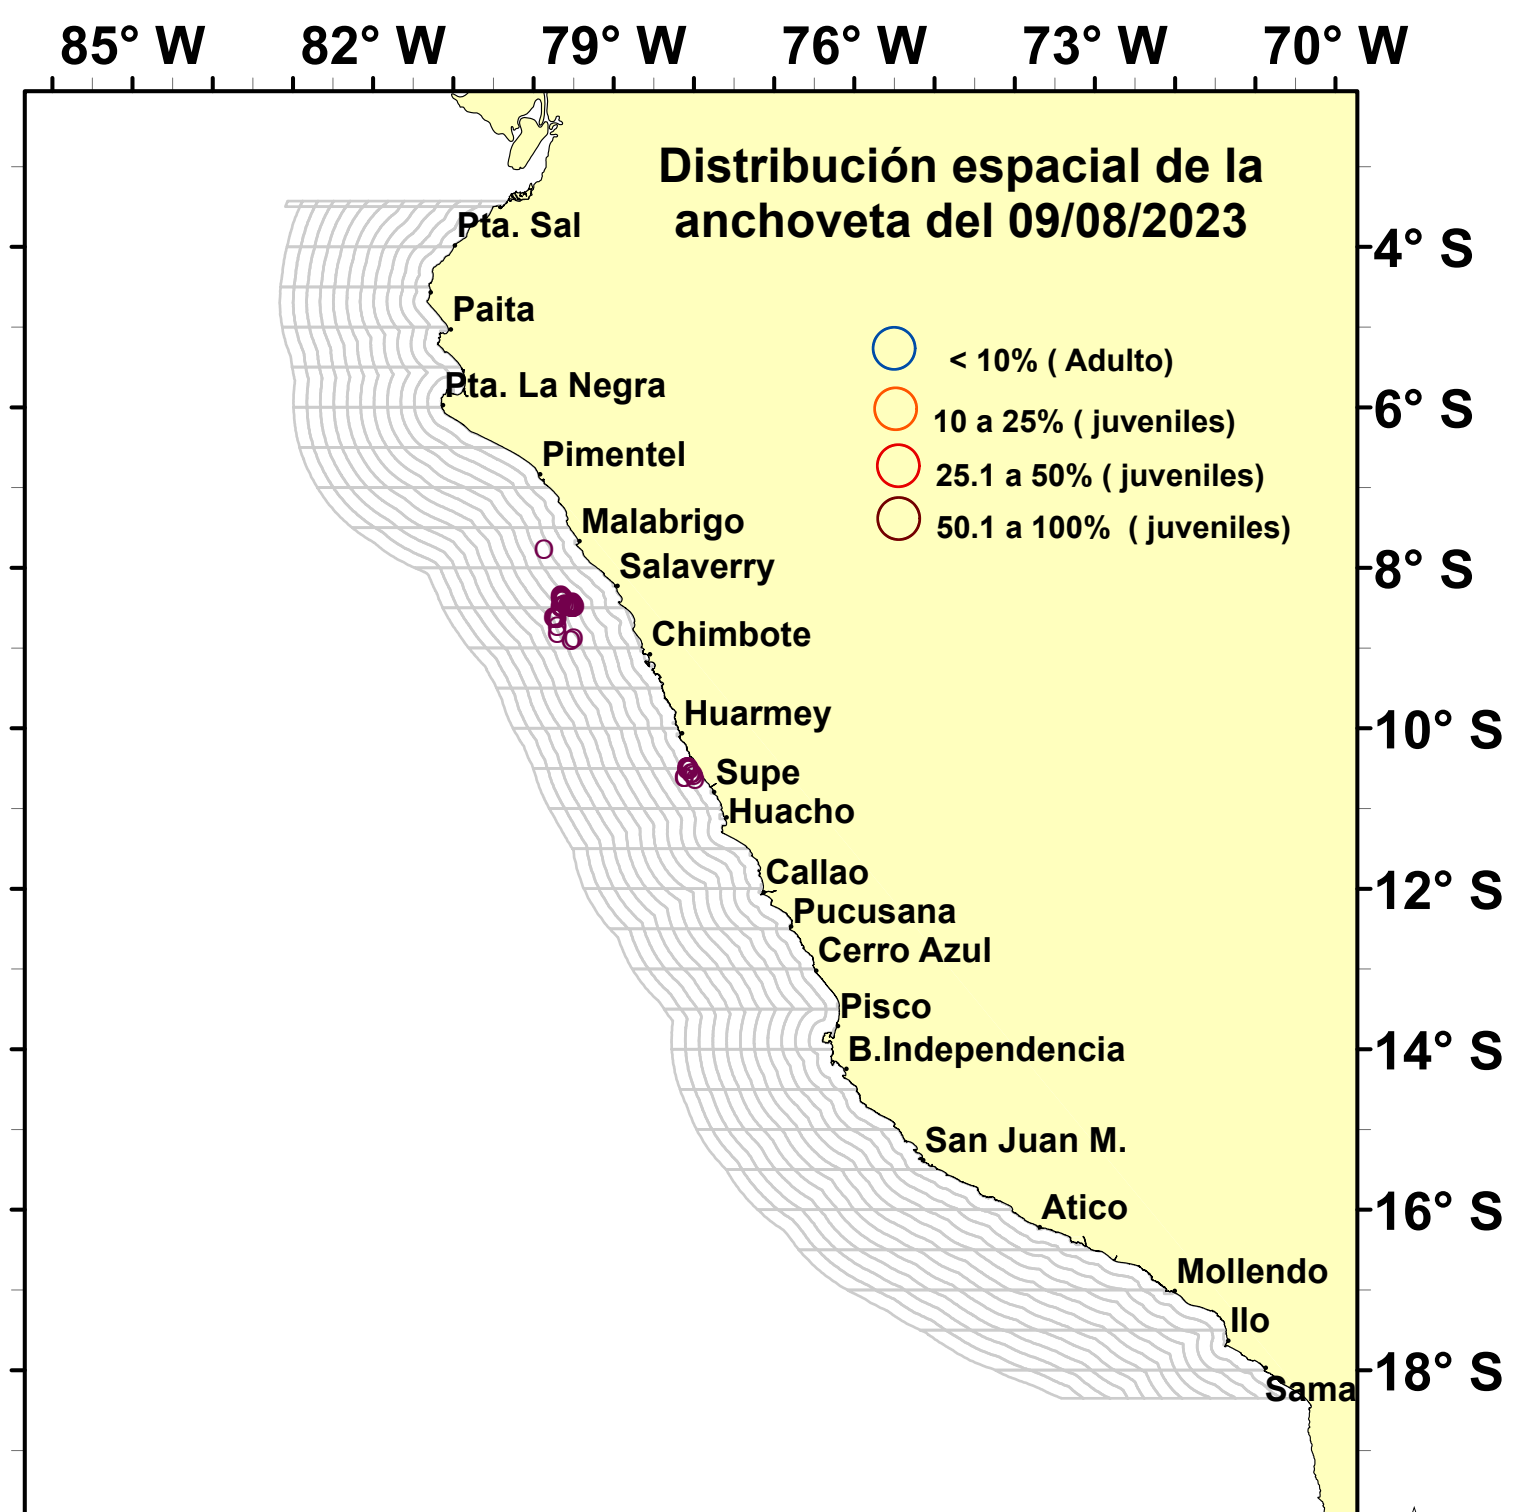 85° W 82° W 79° W 76° W 73° W 70° W
Distribución espacial de la
anchoveta del 09/08/2023
Pta. Sal
4° S
Paita
< 10% ( Adulto)
Pta. La Negra
6° S
10 a 25% ( juveniles)
Pimentel
25.1 a 50% ( juveniles)
Malabrigo
50.1 a 100%  ( juveniles)
Salaverry
8° S
Chimbote
Huarmey
10° S
Supe
Huacho
Callao
12° S
Pucusana
Cerro Azul
Pisco
B.Independencia
14° S
San Juan M.
Atico
16° S
Mollendo
Ilo
18° S
Sama